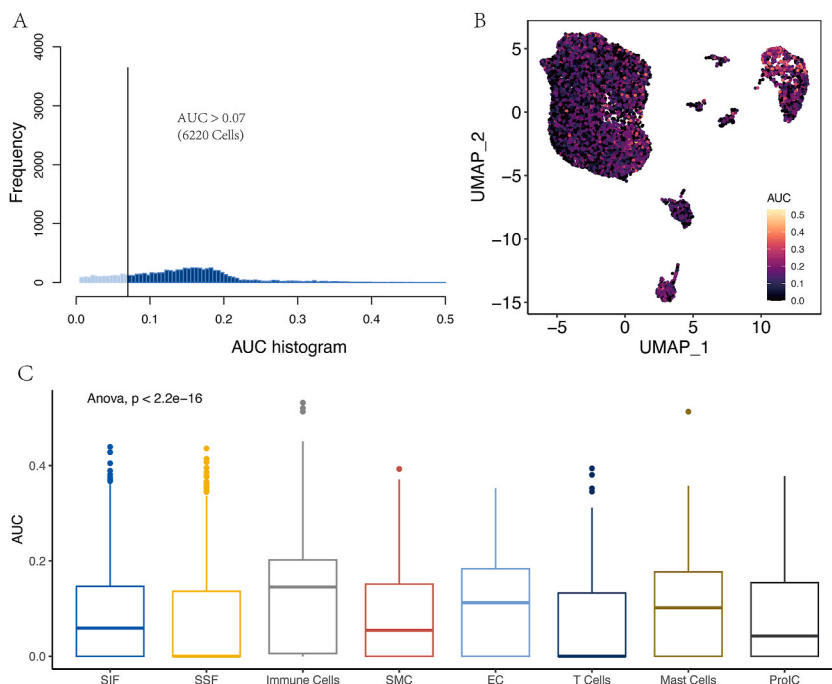 A
Frequency
4000
3000
2000
1000
0
AUC > 0.07
(6220 Cells)
0.0 0.1 0.2 0.3 0.4 0.5
AUC histogram
B
UMAP_2
5
0
−5
−10
−15
AUC
0.5
0.4
0.3
0.2
0.1
0.0
−5 0 5 10
UMAP_1
C
Anova, p < 2.2e−16
AUC
0.4
0.2
0.0
SIF SSF Immune Cells SMC EC T Cells Mast Cells ProIC